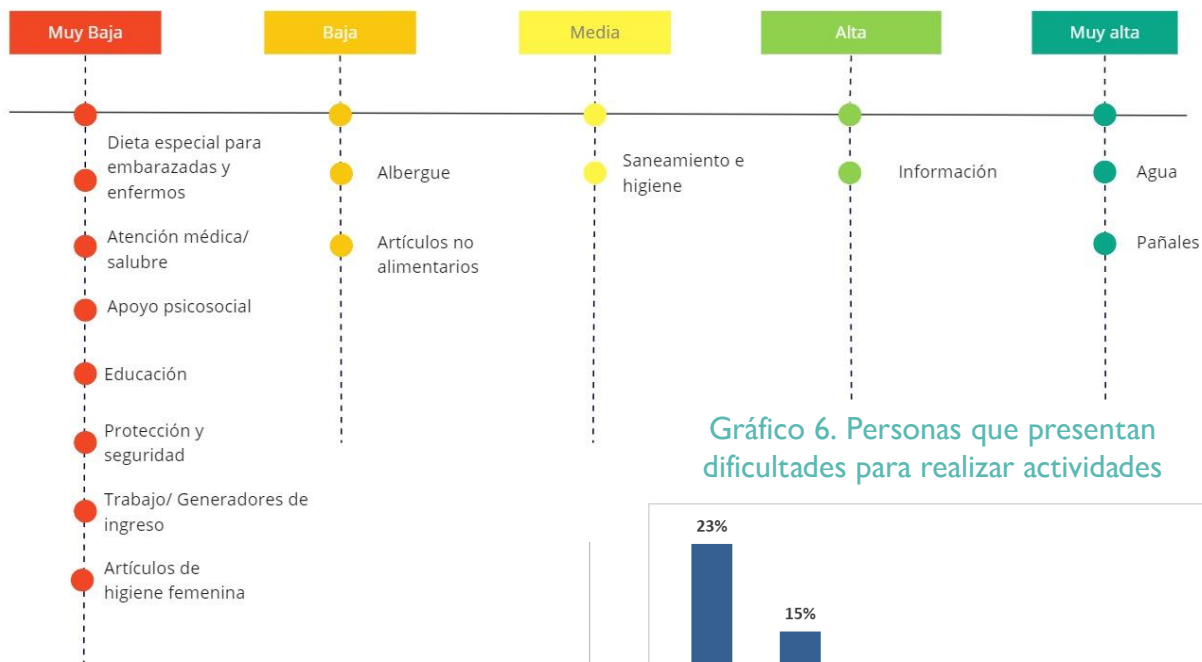 Muy Baja
Baja
Media
Alta
Muy alta
Dieta especial para
embarazadas y
enfermos
Atención médica/
salubre
Apoyo psicosocial
Educación
Protección y
seguridad
Trabajo/ Generadores de
ingreso
Artículos de
higiene femenina
Albergue
Artículos no
alimentarios
Saneamiento e
higiene
Información
Agua
Pañales
Gráfico 6. Personas que presentan
dificultades para realizar actividades
23%
15%